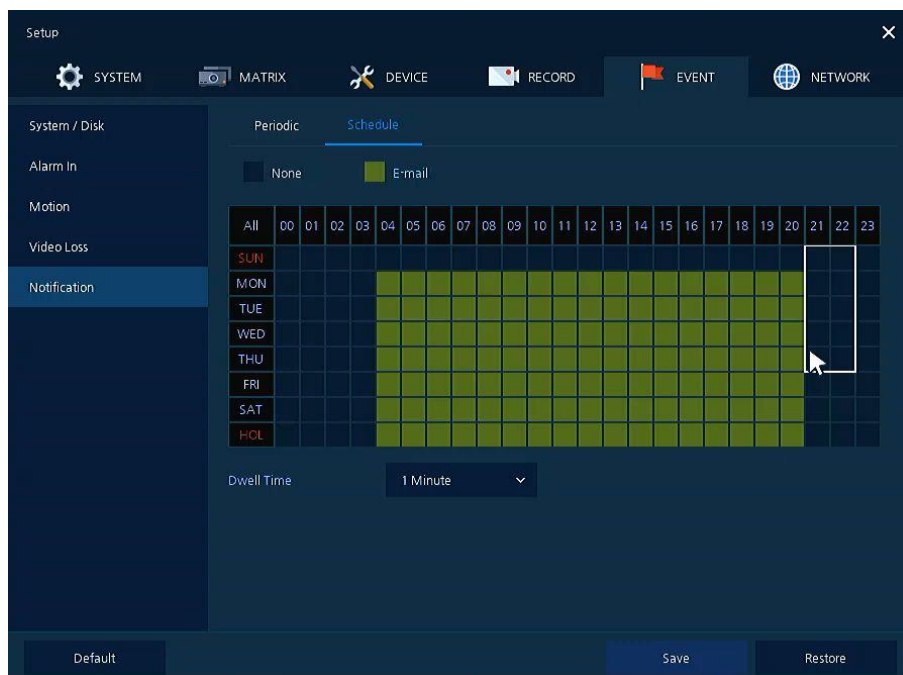 Setup
SYSTEM MATRIX DEVICE RECORD EVENT NETWORK
System / Disk
Alarm In
Motion
Video Loss
Notification
Periodic Schedule
None E-mail
All 00 01 02 03 04 05 06 07 08 09 10 11 12 13 14 15 16 17 18 19 20 21 22 23
SUN
MON
TUE
WED
THU
FRI
SAT
HOL
Dwell Time 1 Minute
Default Save Restore